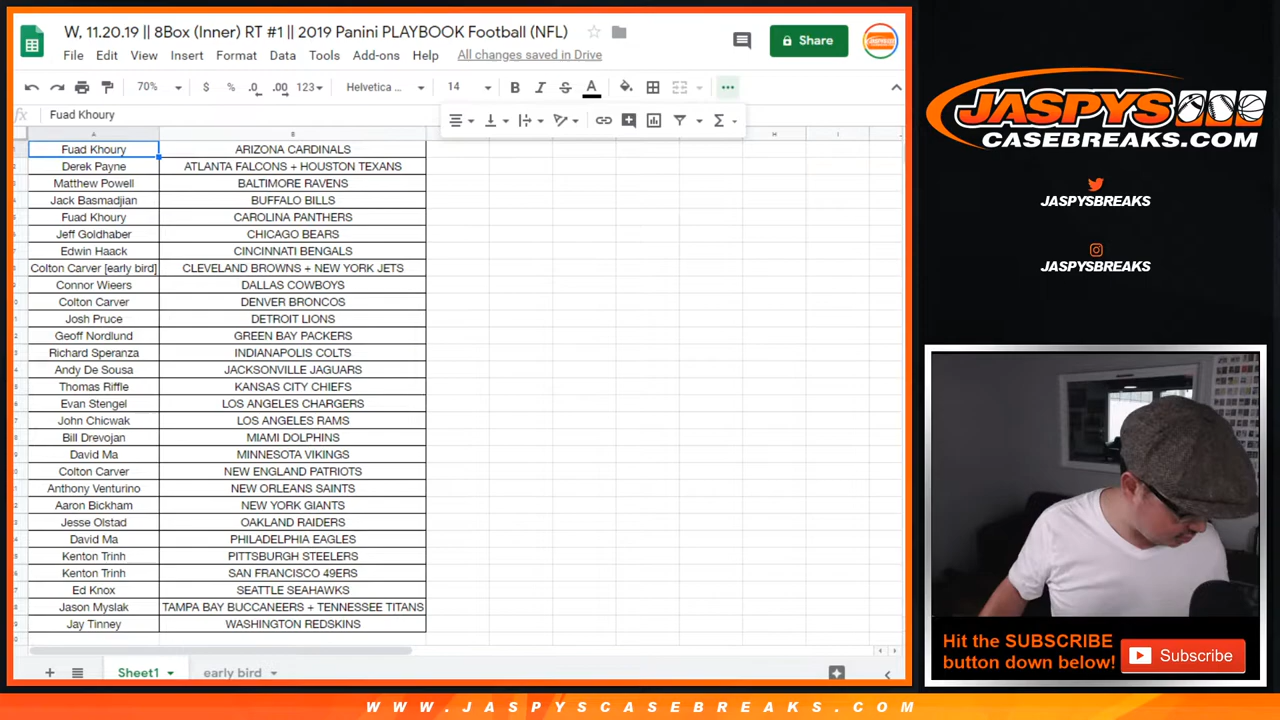 W, 11.20.19 || 8Box (Inner) RT #1 || 2019 Panini PLAYBOOK Football (NFL)
File Edit View Insert Format Data Tools Add-ons Help All changes saved in Drive
Share
70% $ % .0 .00 123 Helvetica ... 14 B I S A
fx Fuad Khoury
A B H I
Fuad Khoury ARIZONA CARDINALS
Derek Payne ATLANTA FALCONS + HOUSTON TEXANS
Matthew Powell BALTIMORE RAVENS
Jack Basmadjian BUFFALO BILLS
Fuad Khoury CAROLINA PANTHERS
Jeff Goldhaber CHICAGO BEARS
Edwin Haack CINCINNATI BENGALS
Colton Carver [early bird] CLEVELAND BROWNS + NEW YORK JETS
Connor Wieers DALLAS COWBOYS
Colton Carver DENVER BRONCOS
Josh Pruce DETROIT LIONS
Geoff Nordlund GREEN BAY PACKERS
Richard Speranza INDIANAPOLIS COLTS
Andy De Sousa JACKSONVILLE JAGUARS
Thomas Riffle KANSAS CITY CHIEFS
Evan Stengel LOS ANGELES CHARGERS
John Chicwak LOS ANGELES RAMS
Bill Drevojan MIAMI DOLPHINS
David Ma MINNESOTA VIKINGS
Colton Carver NEW ENGLAND PATRIOTS
Anthony Venturino NEW ORLEANS SAINTS
Aaron Bickham NEW YORK GIANTS
Jesse Olstad OAKLAND RAIDERS
David Ma PHILADELPHIA EAGLES
Kenton Trinh PITTSBURGH STEELERS
Kenton Trinh SAN FRANCISCO 49ERS
Ed Knox SEATTLE SEAHAWKS
Jason Myslak TAMPA BAY BUCCANEERS + TENNESSEE TITANS
Jay Tinney WASHINGTON REDSKINS
Sheet1 early bird
JASPYS
CASEBREAKS.COM
JASPYSBREAKS
JASPYSBREAKS
Hit the SUBSCRIBE
button down below!
Subscribe
WWW.JASPYSCASEBREAKS.COM